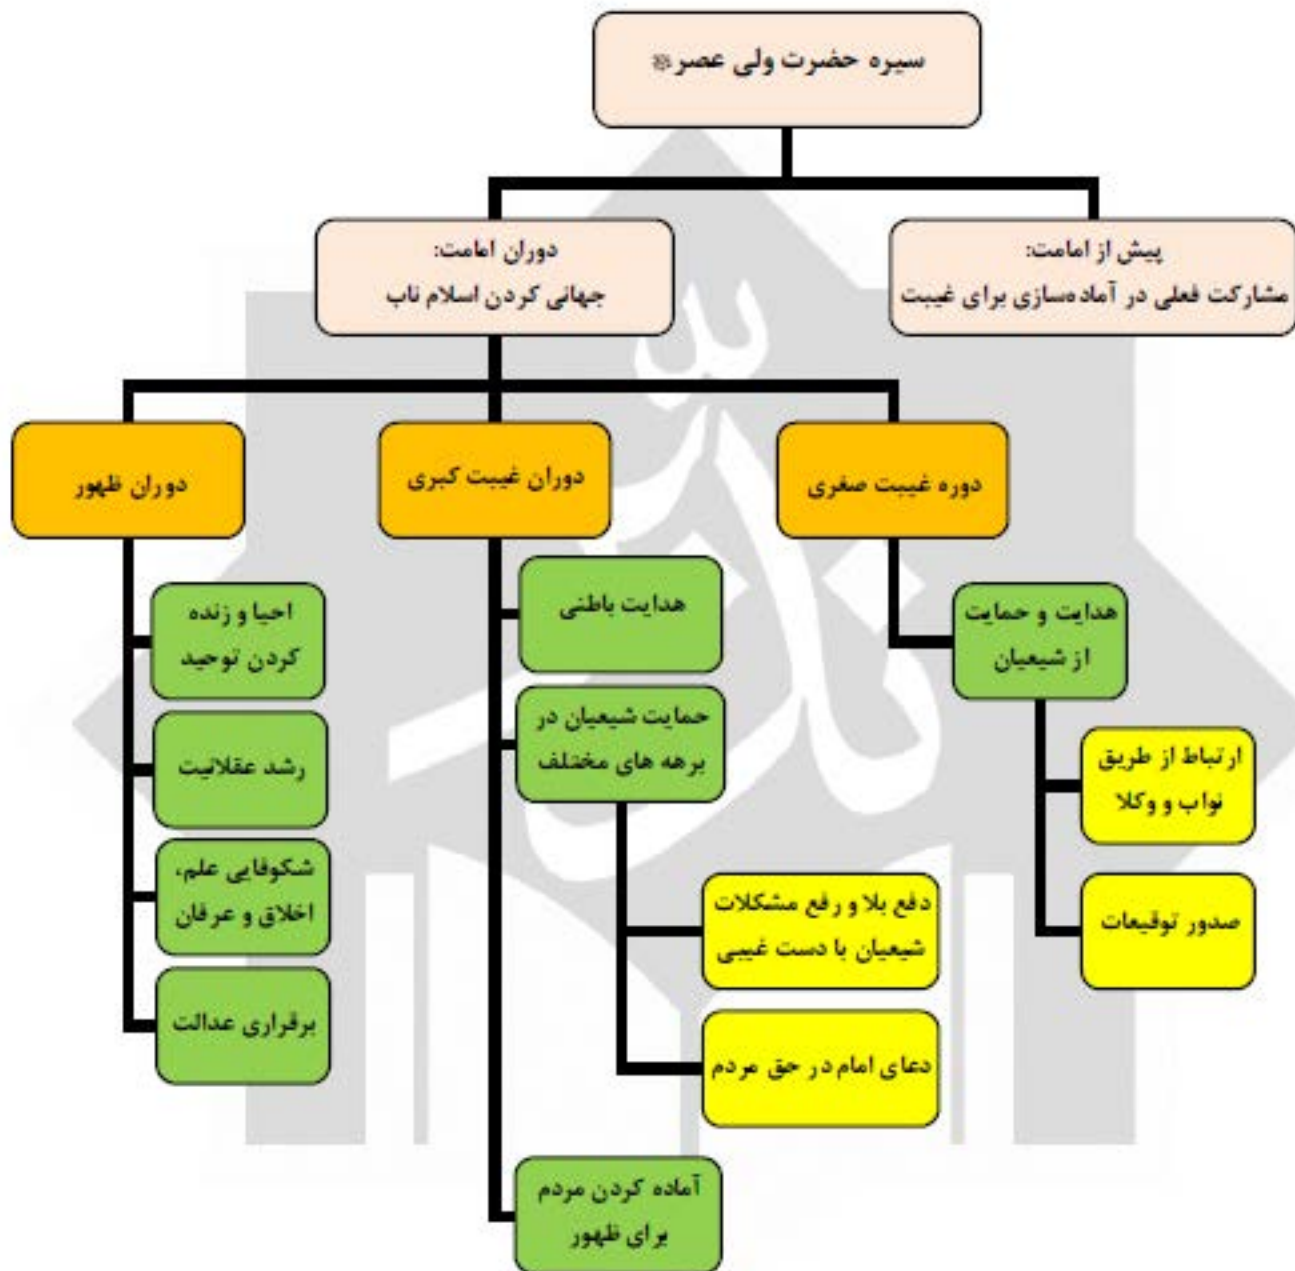 سیره حضرت ولی عصر
پیش از امامت:
مشارکت فعلی در آماده‌سازی برای غیبت
دوران امامت:
جهانی کردن اسلام ناب
دوره غیبت صغری
دوران غیبت کبری
دوران ظهور
هدایت و حمایت
از شیعیان
ارتباط از طریق
نواب و وکلا
صدور توقیعات
هدایت باطنی
حمایت شیعیان در
برهه های مختلف
دفع بلا و رفع مشکلات
شیعیان با دست غیبی
دعای امام در حق مردم
آماده کردن مردم
برای ظهور
احیا و زنده
کردن توحید
رشد عقلانیت
شکوفایی علم،
اخلاق و عرفان
برقراری عدالت